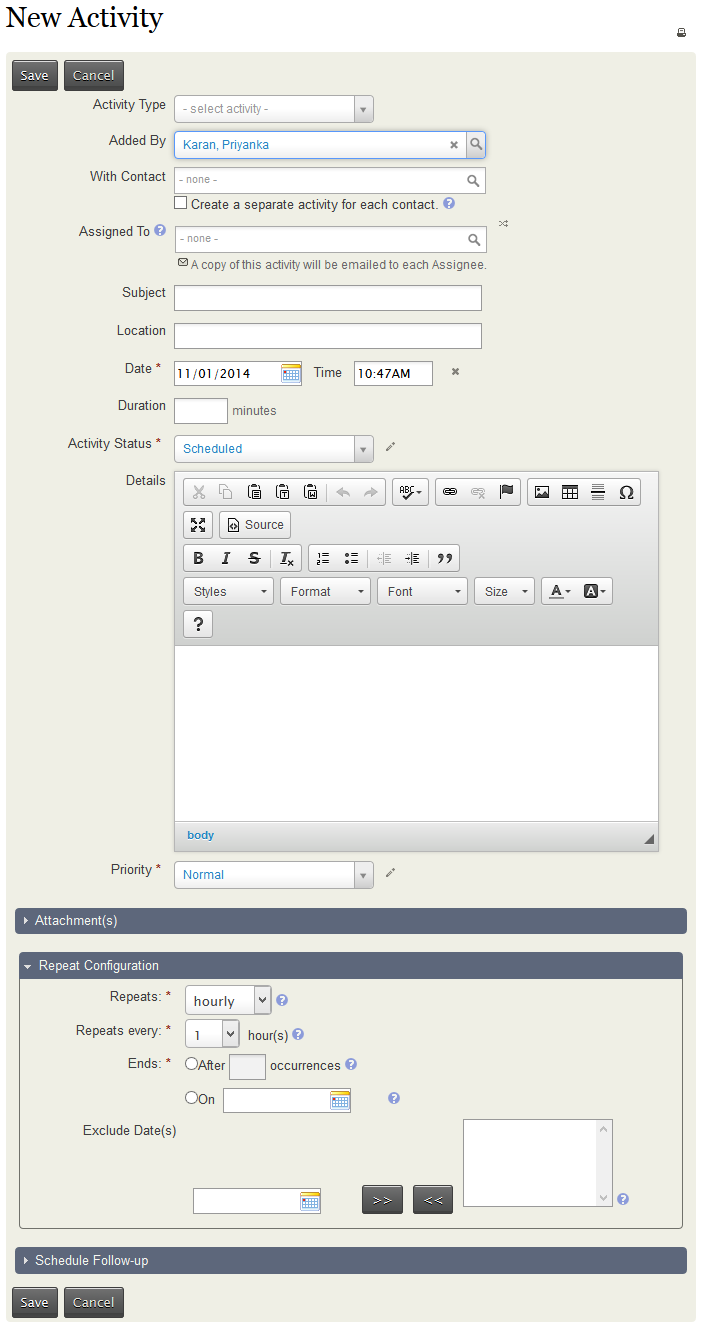 New Activity
Save Cancel
Activity Type - select activity -
Added By Karan, Priyanka
With Contact - none -
Create a separate activity for each contact.
Assigned To - none -
A copy of this activity will be emailed to each Assignee.
Subject
Location
Date * 11/01/2014 Time 10:47AM
Duration minutes
Activity Status * Scheduled
Details
ABC
Source
B I S Tx
Styles Format Font Size A A
?
body
Priority * Normal
Attachment(s)
Repeat Configuration
Repeats: * hourly
Repeats every: * 1 hour(s)
Ends: * After occurrences
On
Exclude Date(s)
>> <<
Schedule Follow-up
Save Cancel